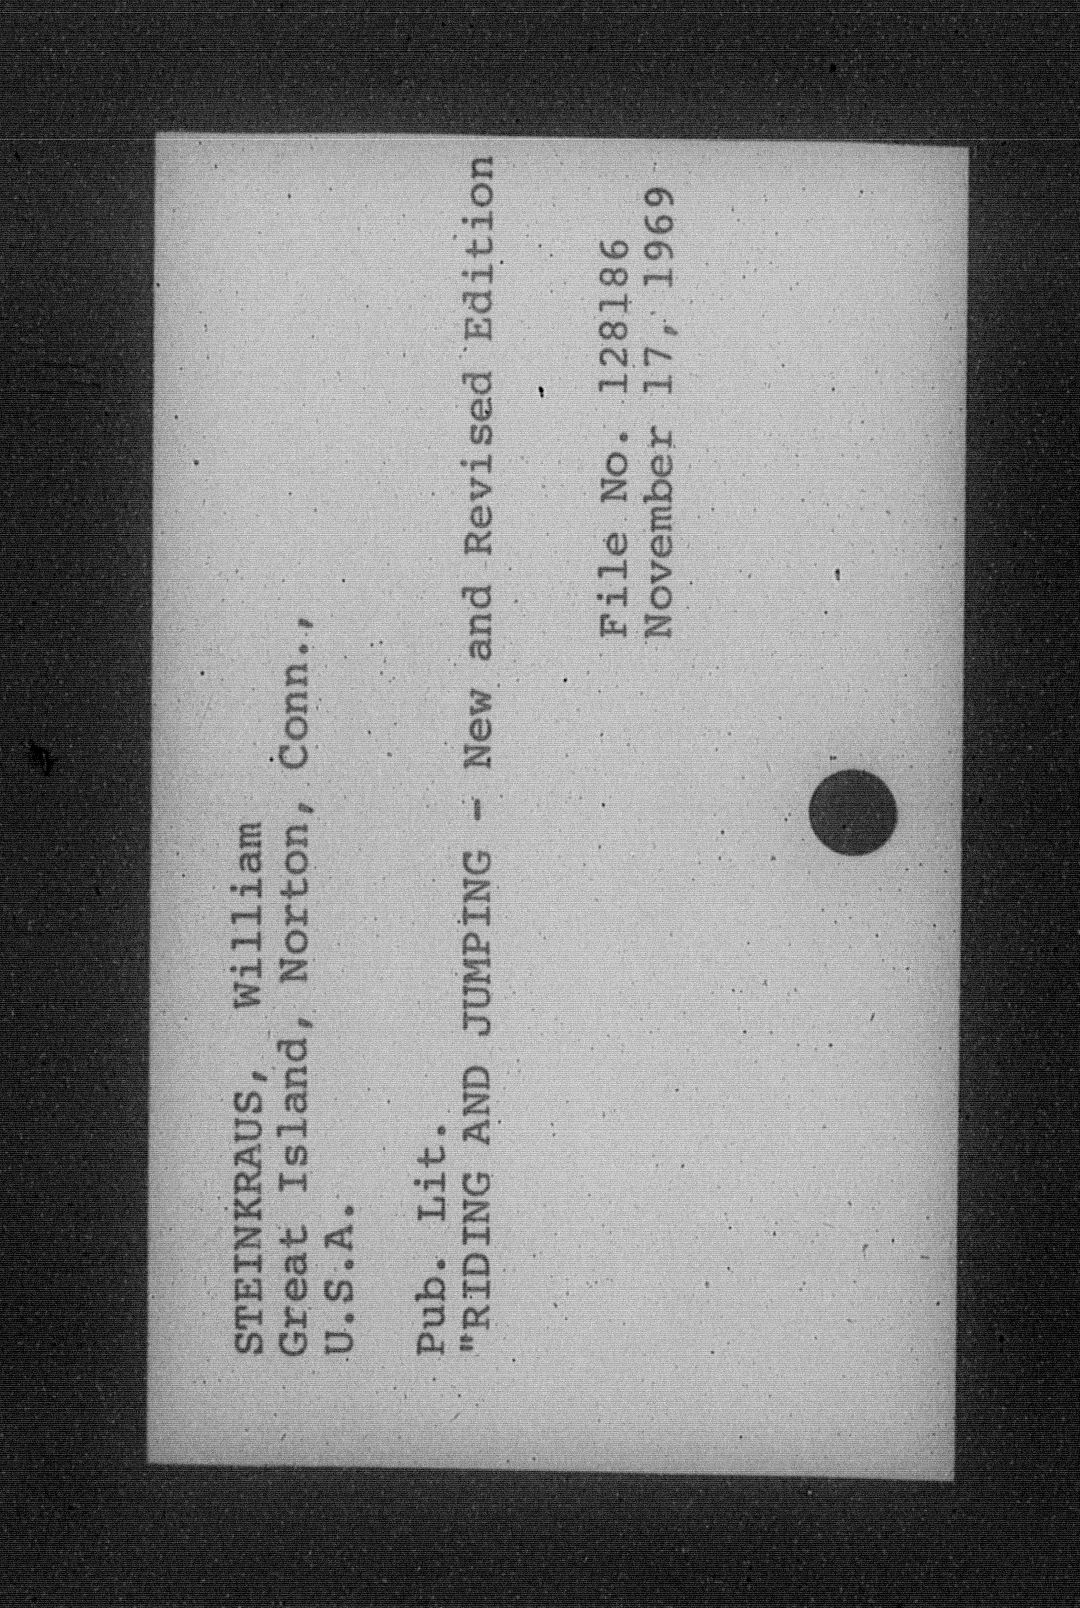 STEINKRAUS, William
Great Island, Norton, Conn.,
U.S.A.
Pub. Lit.
"RIDING AND JUMPING - New and Revised Edition
File No. 128186
November 17, 1969